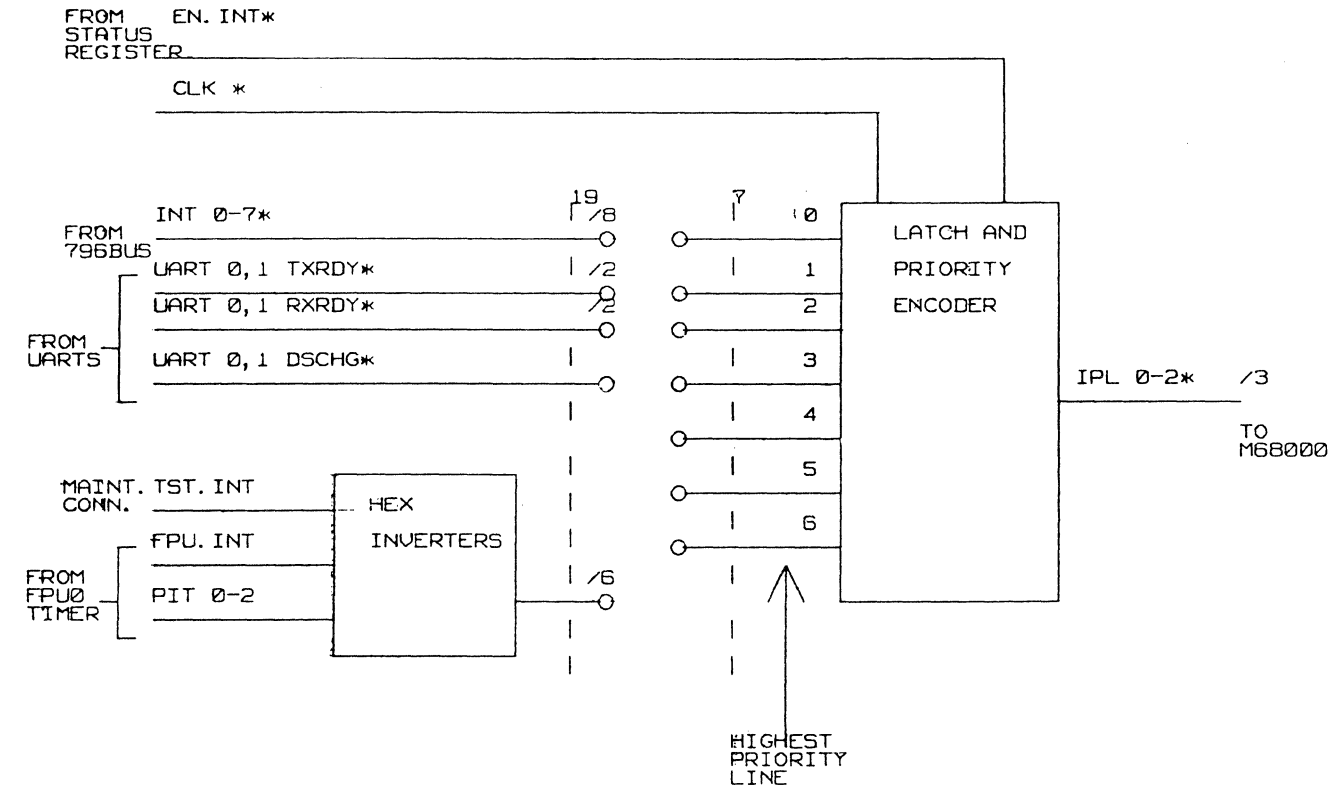 FROM EN. INT*
STATUS
REGISTER
CLK *
19 7
INT 0-7* /8 0 LATCH AND
FROM
796BUS
UART 0,1 TXRDY* /2 1 PRIORITY
UART 0,1 RXRDY* /2 2 ENCODER
FROM
UARTS
UART 0,1 DSCHG* 3
IPL 0-2* /3
4
TO
M68000
5
MAINT. TST. INT HEX
CONN.
6
FPU. INT INVERTERS
FROM
FPU0
TIMER
PIT 0-2 /6
HIGHEST
PRIORITY
LINE